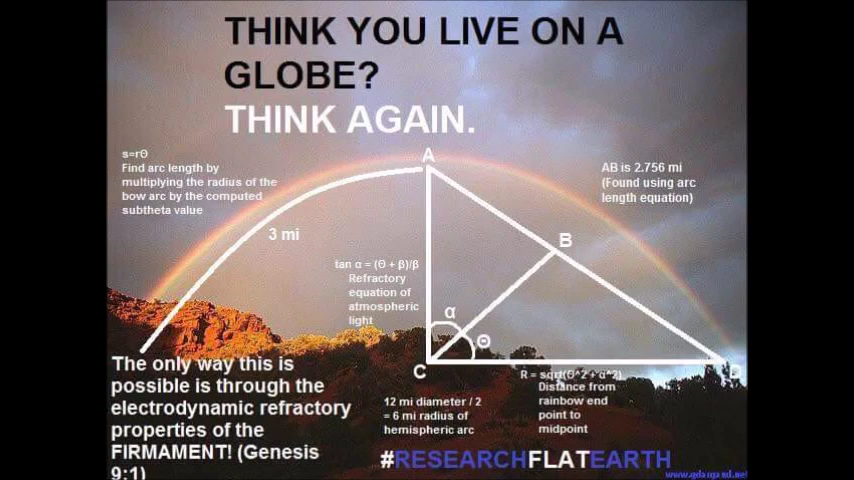 THINK YOU LIVE ON A
GLOBE?
THINK AGAIN.
s=rΘ
Find arc length by
multiplying the radius of the
bow arc by the computed
subtheta value
A
AB is 2.756 mi
(Found using arc
length equation)
3 mi
B
tan α = (Θ + β)/β
Refractory
equation of
atmospheric
light
α
Θ
The only way this is
possible is through the
electrodynamic refractory
properties of the
FIRMAMENT! (Genesis
9:1)
C
D
R = sqrt(Θ^2 + α^2)
Distance from
rainbow end
point to
midpoint
12 mi diameter / 2
= 6 mi radius of
hemispheric arc
#RESEARCHFLATEARTH